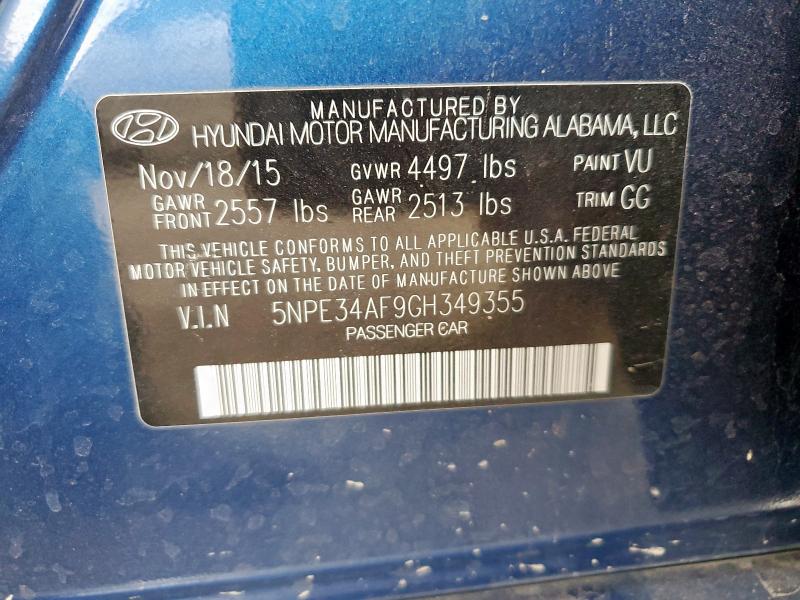 MANUFACTURED BY
HYUNDAI MOTOR MANUFACTURING ALABAMA, LLC
Nov/18/15 GVWR 4497 lbs PAINT VU
GAWR FRONT 2557 lbs GAWR REAR 2513 lbs TRIM GG
THIS VEHICLE CONFORMS TO ALL APPLICABLE U.S.A. FEDERAL
MOTOR VEHICLE SAFETY, BUMPER, AND THEFT PREVENTION STANDARDS
IN EFFECT ON THE DATE OF MANUFACTURE SHOWN ABOVE
V.I.N 5NPE34AF9GH349355
PASSENGER CAR